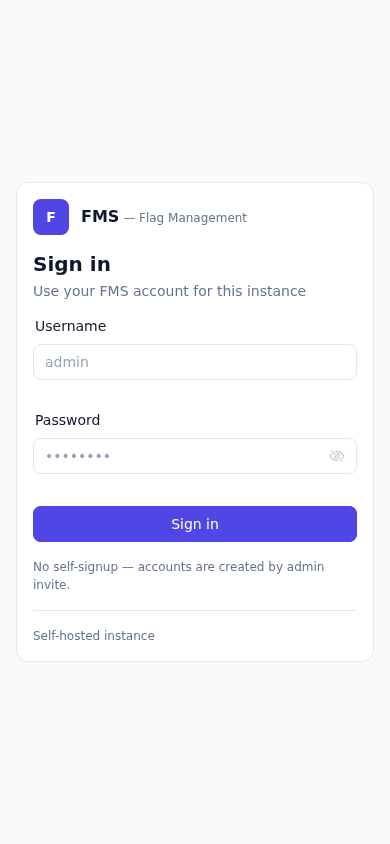 F
FMS — Flag Management
Sign in
Use your FMS account for this instance
Username
admin
Password
••••••••
Sign in
No self-signup — accounts are created by admin
invite.
Self-hosted instance